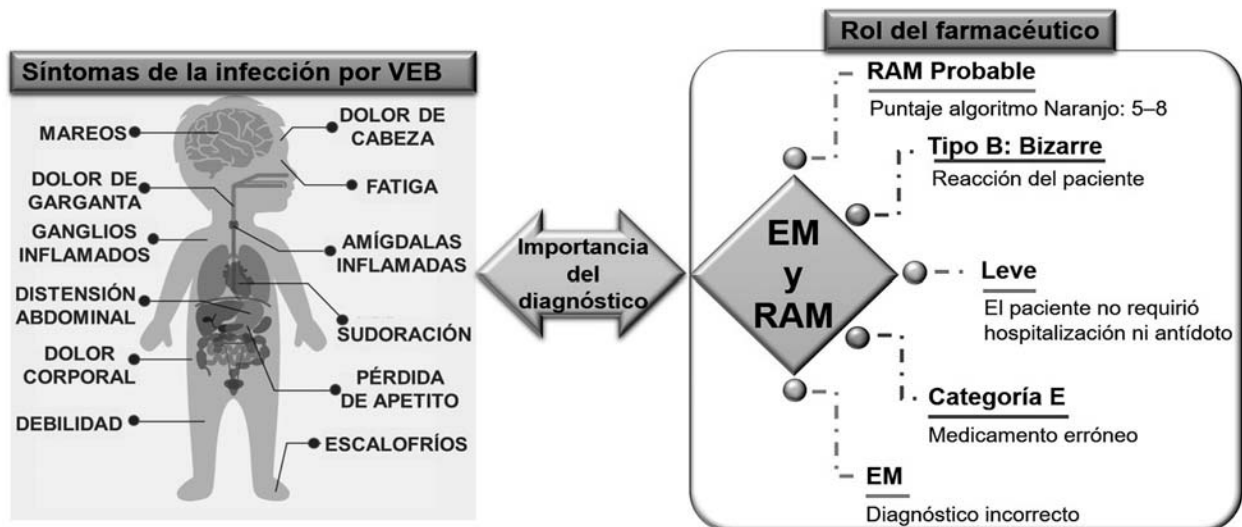 Síntomas de la infección por VEB
MAREOS
DOLOR DE
CABEZA
DOLOR DE
GARGANTA
FATIGA
GANGLIOS
INFLAMADOS
AMÍGDALAS
INFLAMADAS
DISTENSIÓN
ABDOMINAL
SUDORACIÓN
DOLOR
CORPORAL
PÉRDIDA
DE APETITO
DEBILIDAD
ESCALOFRÍOS
Importancia
del
diagnóstico
Rol del farmacéutico
EM
y
RAM
RAM Probable
Puntaje algoritmo Naranjo: 5–8
Tipo B: Bizarre
Reacción del paciente
Leve
El paciente no requirió
hospitalización ni antídoto
Categoría E
Medicamento erróneo
EM
Diagnóstico incorrecto